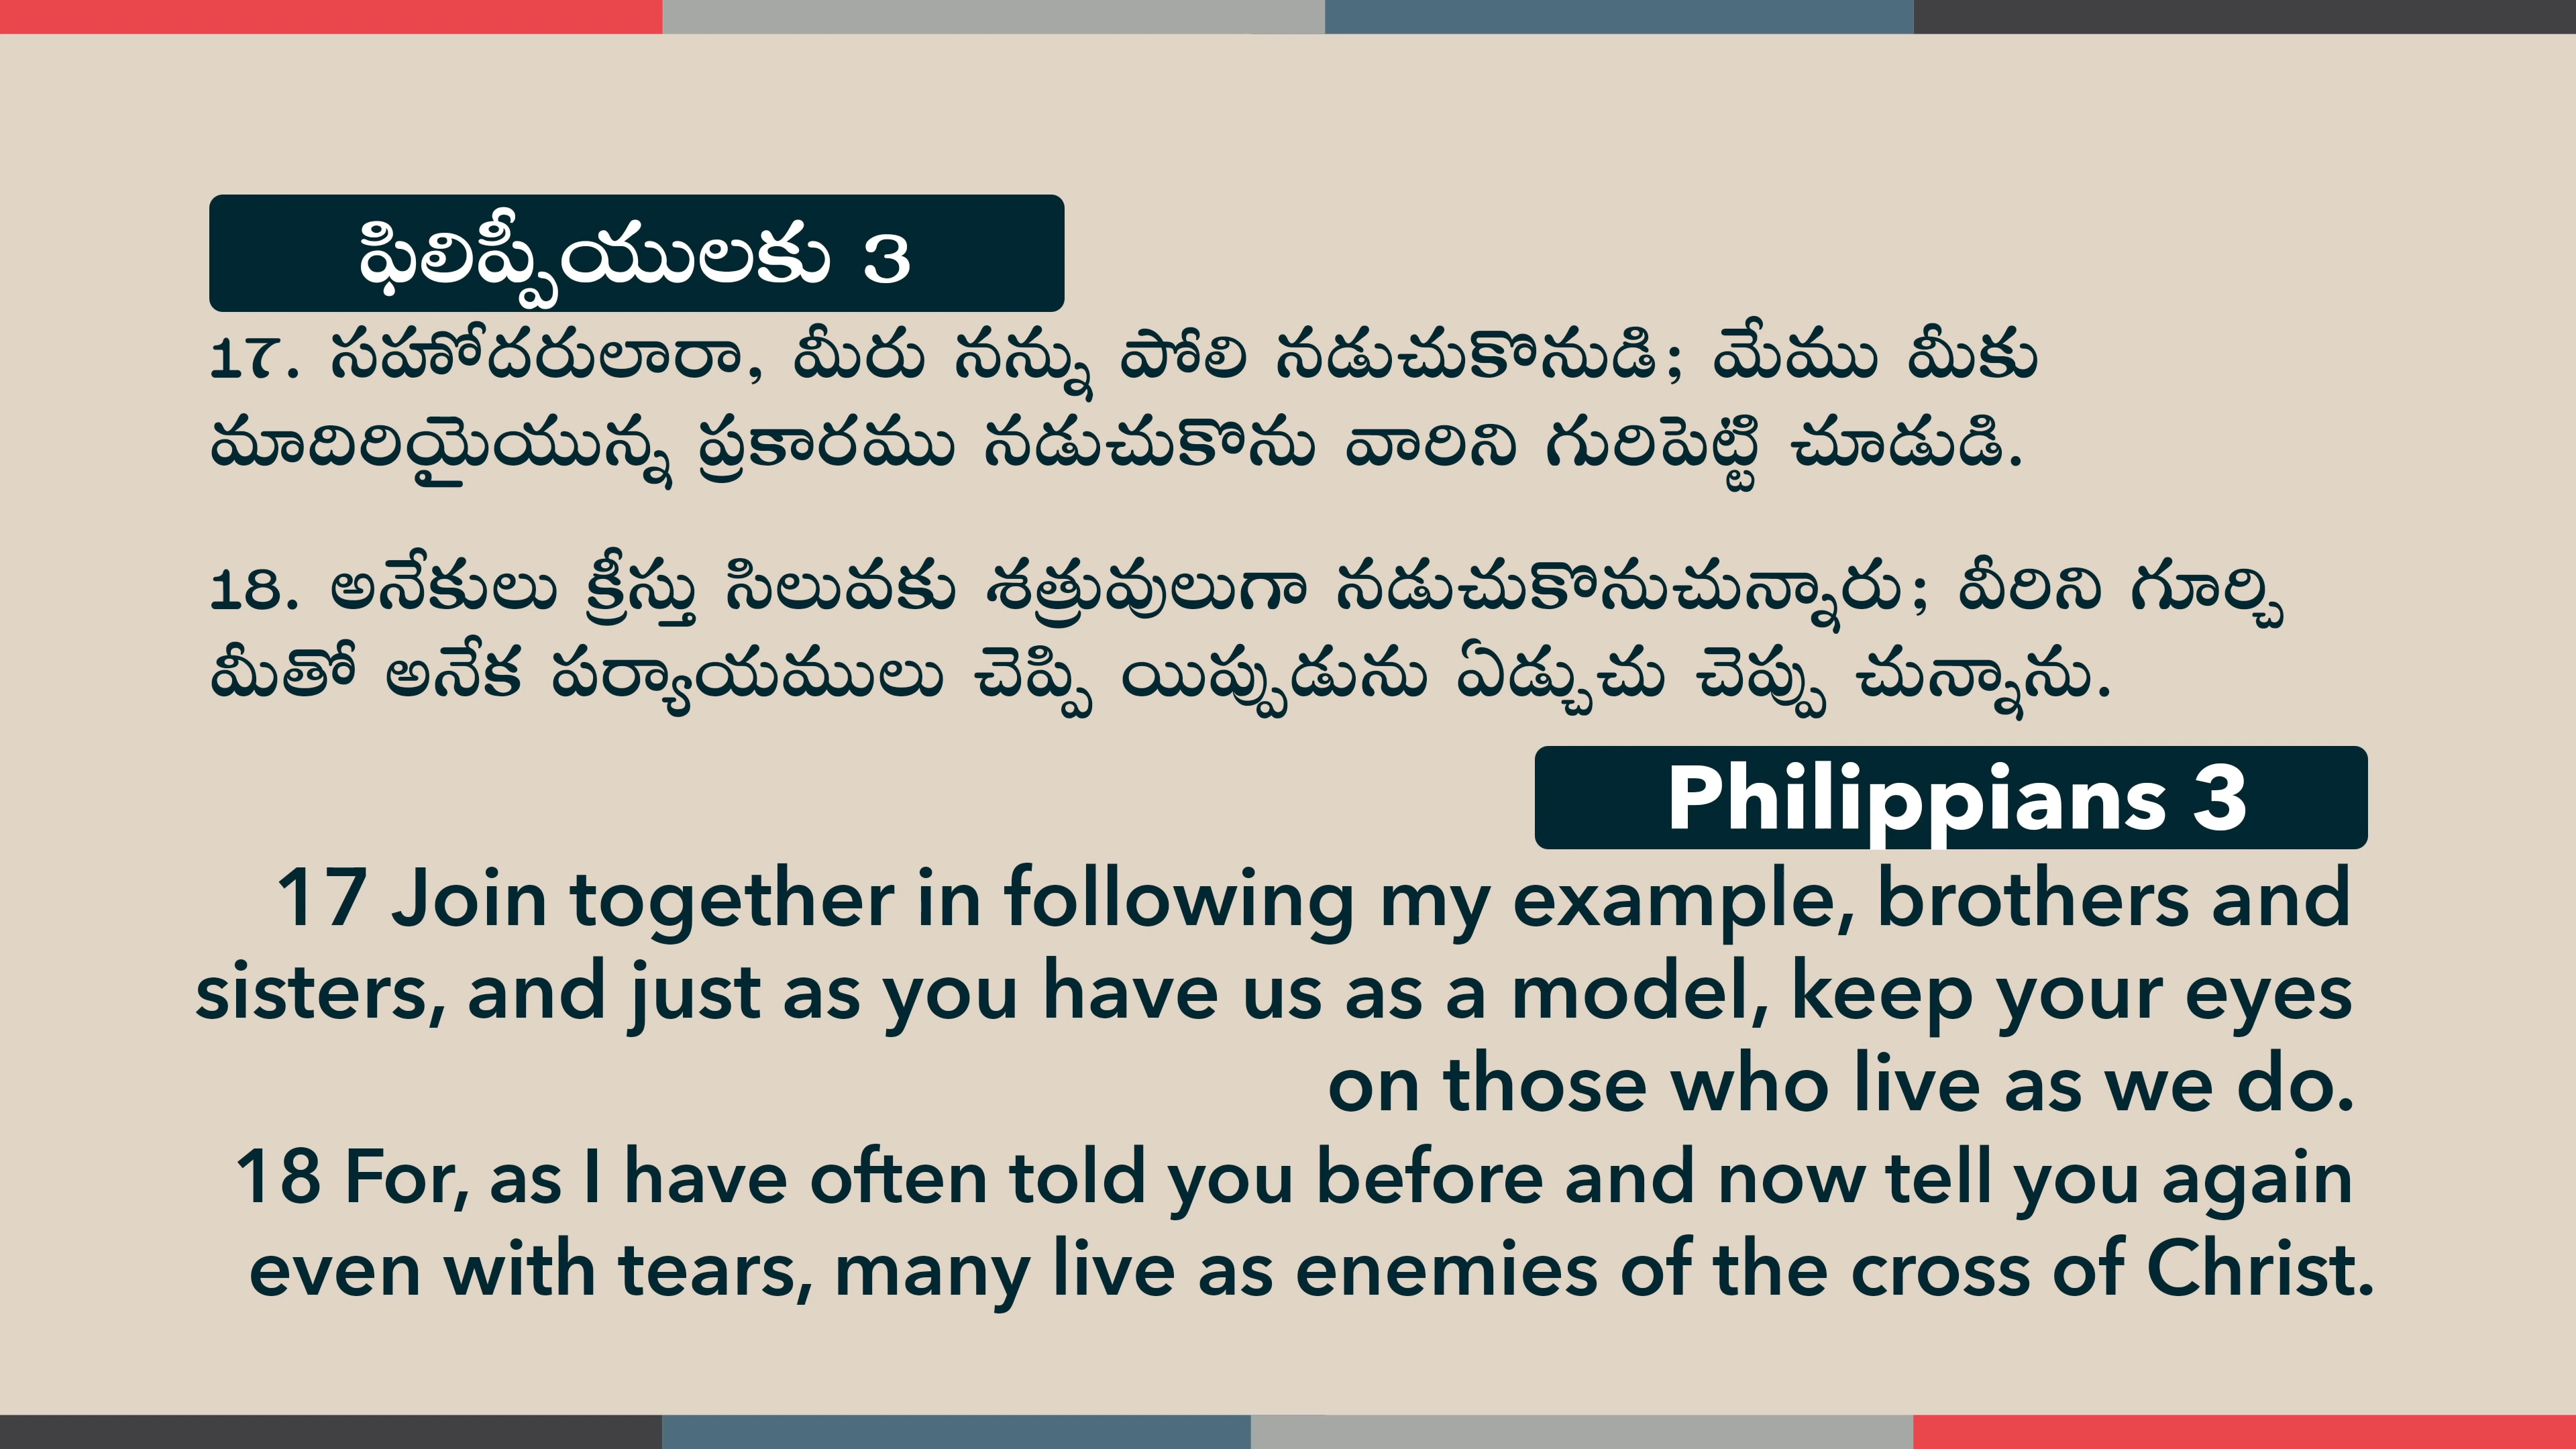 ఫిలిప్పీయులకు 3
17. సహోదరులారా, మీరు నన్ను పోలి నడుచుకొనుడి; మేము మీకు
మాదిరియైయున్న ప్రకారము నడుచుకొను వారిని గురిపెట్టి చూడుడి.
18. అనేకులు క్రీస్తు సిలువకు శత్రువులుగా నడుచుకొనుచున్నారు; వీరిని గూర్చి
మీతో అనేక పర్యాయములు చెప్పి యిప్పుడును ఏడ్చుచు చెప్పు చున్నాను.
Philippians 3
17 Join together in following my example, brothers and
sisters, and just as you have us as a model, keep your eyes
on those who live as we do.
18 For, as I have often told you before and now tell you again
even with tears, many live as enemies of the cross of Christ.